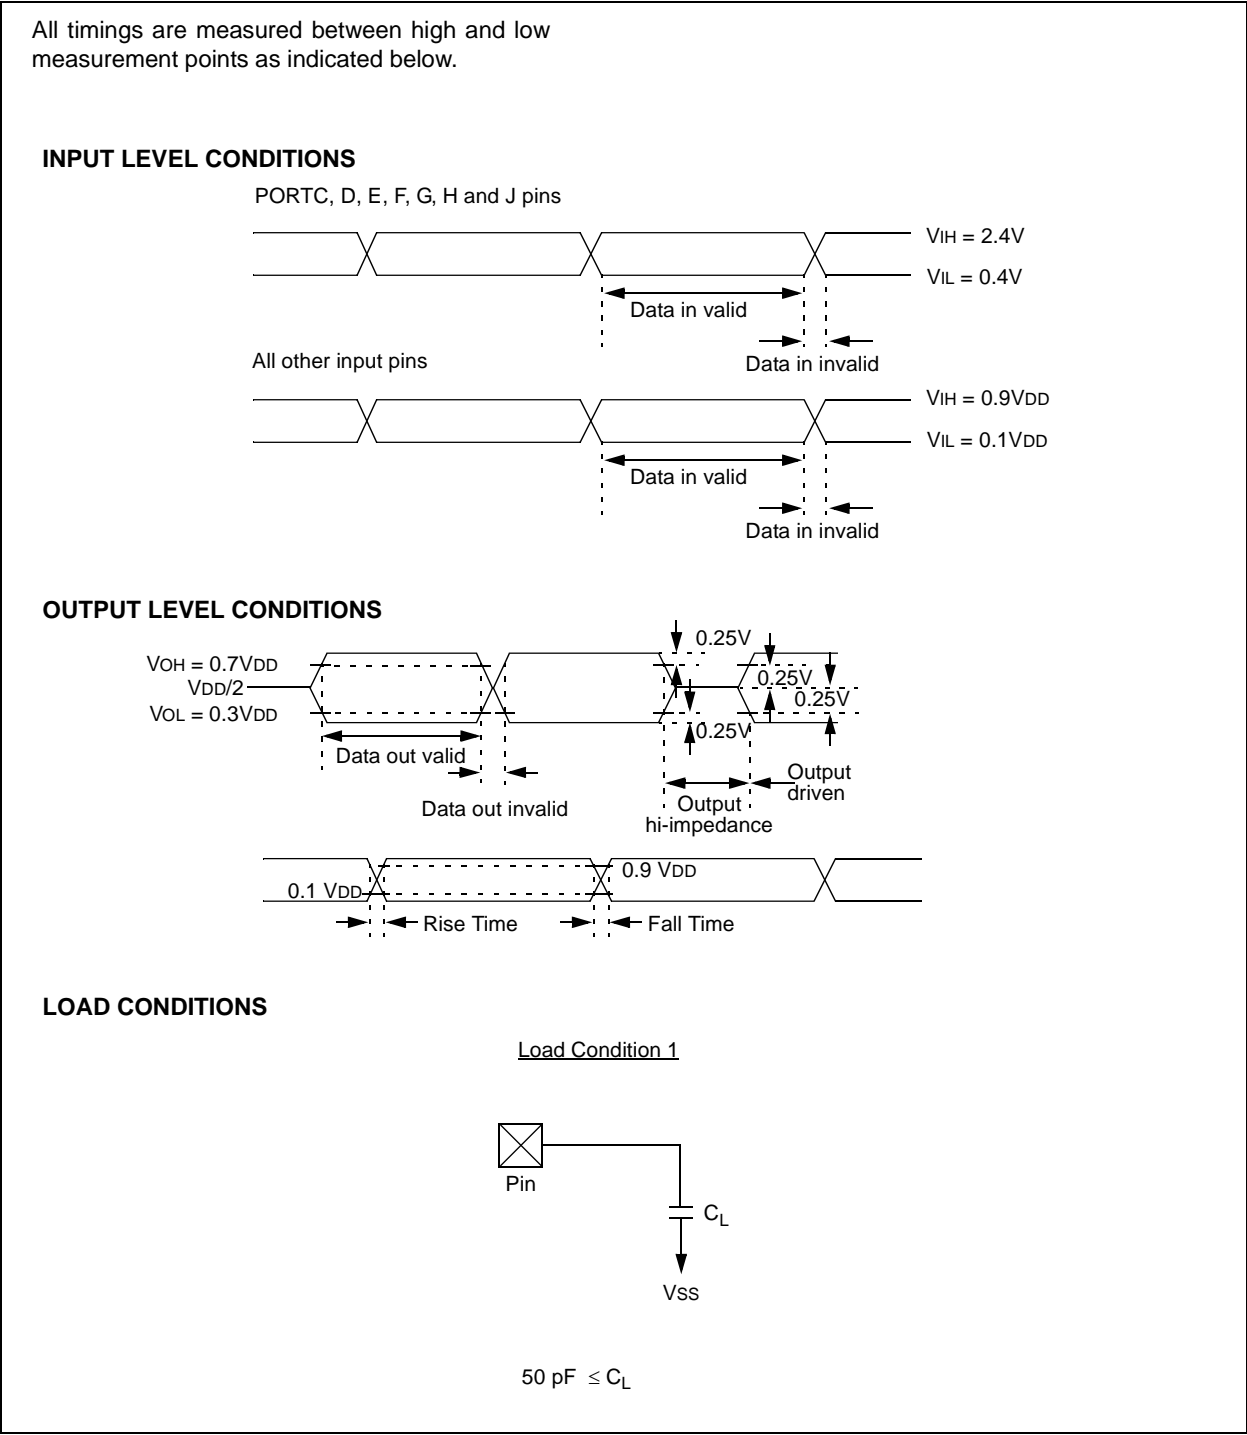 All timings are measured between high and low
measurement points as indicated below.
INPUT LEVEL CONDITIONS
PORTC, D, E, F, G, H and J pins
VIH = 2.4V
VIL = 0.4V
Data in valid
Data in invalid
All other input pins
VIH = 0.9VDD
VIL = 0.1VDD
Data in valid
Data in invalid
OUTPUT LEVEL CONDITIONS
0.25V
VOH = 0.7VDD
VDD/2
VOL = 0.3VDD
0.25V
0.25V
0.25V
Data out valid
Data out invalid
Output
hi-impedance
Output
driven
0.9 VDD
0.1 VDD
Rise Time
Fall Time
LOAD CONDITIONS
Load Condition 1
Pin
CL
VSS
50 pF ≤ CL